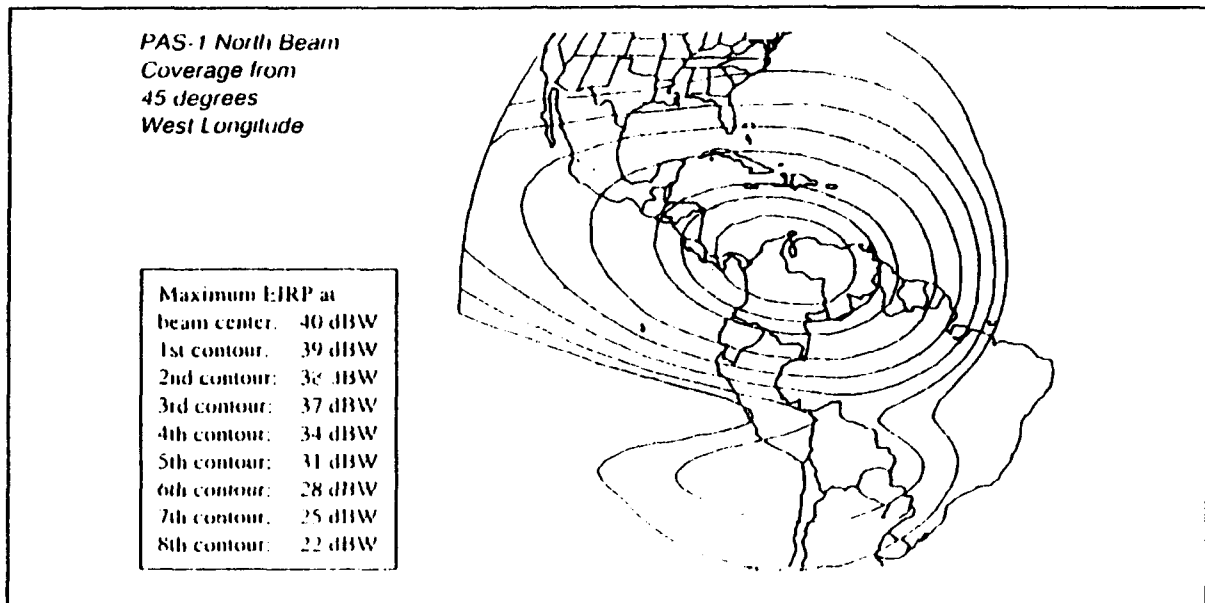 PAS-1 North Beam
Coverage from
45 degrees
West Longitude
Maximum EIRP at
beam center: 40 dBW
1st contour: 39 dBW
2nd contour: 38 dBW
3rd contour: 37 dBW
4th contour: 34 dBW
5th contour: 31 dBW
6th contour: 28 dBW
7th contour: 25 dBW
8th contour: 22 dBW